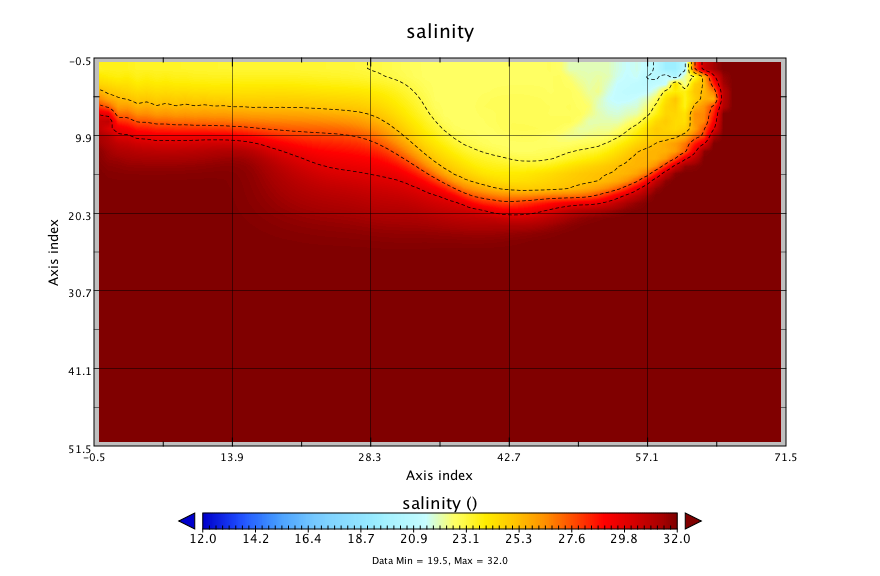 salinity
-0.5
9.9
20.3
30.7
41.1
51.5
Axis index
-0.5 13.9 28.3 42.7 57.1 71.5
Axis index
salinity ()
12.0 14.2 16.4 18.7 20.9 23.1 25.3 27.6 29.8 32.0
Data Min = 19.5, Max = 32.0